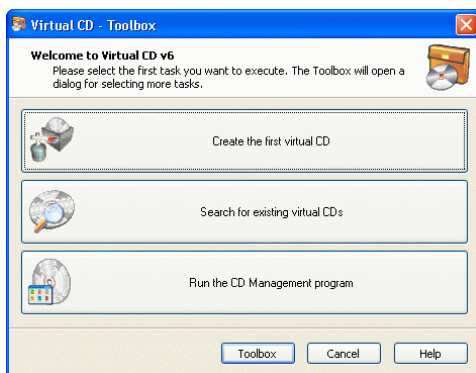 Virtual CD - Toolbox
Welcome to Virtual CD v6
Please select the first task you want to execute. The Toolbox will open a
dialog for selecting more tasks.
Create the first virtual CD
Search for existing virtual CDs
Run the CD Management program
Toolbox
Cancel
Help